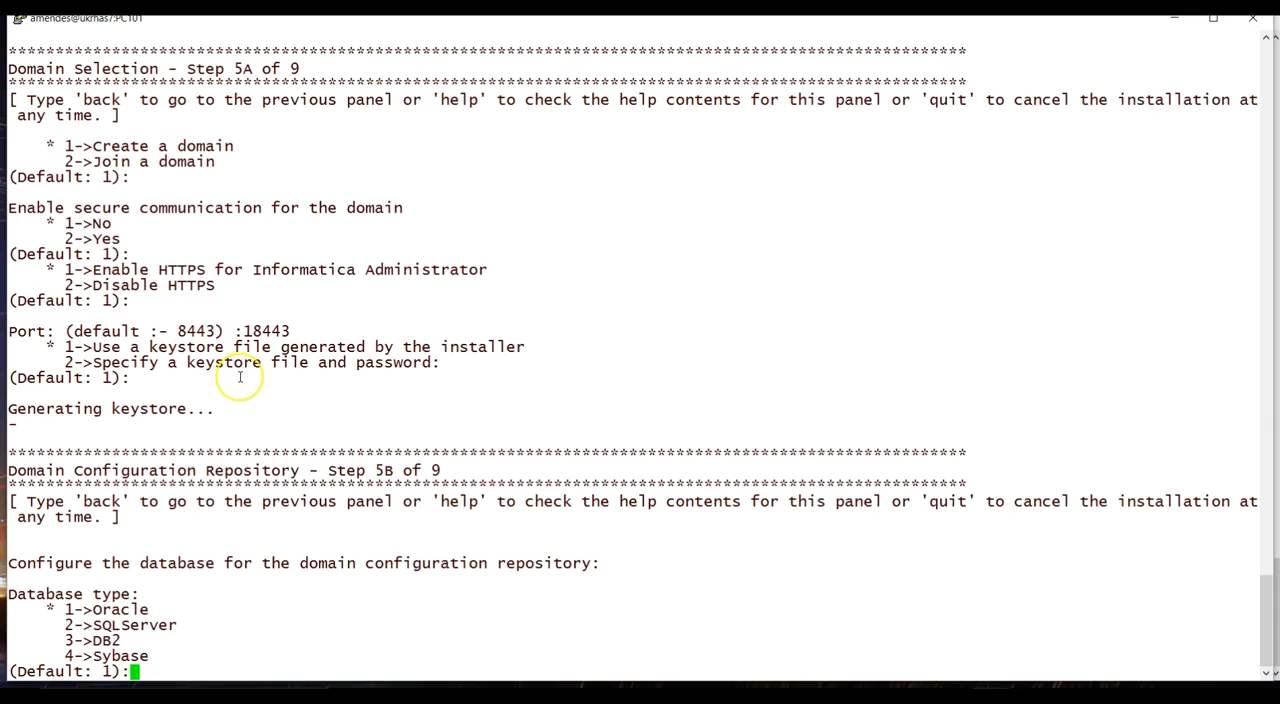 amendes@ukrhas7:PC101
*******************************************************************************************************
Domain Selection - Step 5A of 9
*******************************************************************************************************
[ Type 'back' to go to the previous panel or 'help' to check the help contents for this panel or 'quit' to cancel the installation at
any time. ]
* 1->Create a domain
2->Join a domain
(Default: 1):
Enable secure communication for the domain
* 1->No
2->Yes
(Default: 1):
* 1->Enable HTTPS for Informatica Administrator
2->Disable HTTPS
(Default: 1):
Port: (default :- 8443) :18443
* 1->Use a keystore file generated by the installer
2->Specify a keystore file and password:
(Default: 1):
Generating keystore...
-
*******************************************************************************************************
Domain Configuration Repository - Step 5B of 9
*******************************************************************************************************
[ Type 'back' to go to the previous panel or 'help' to check the help contents for this panel or 'quit' to cancel the installation at
any time. ]
Configure the database for the domain configuration repository:
Database type:
* 1->Oracle
2->SQLServer
3->DB2
4->Sybase
(Default: 1):